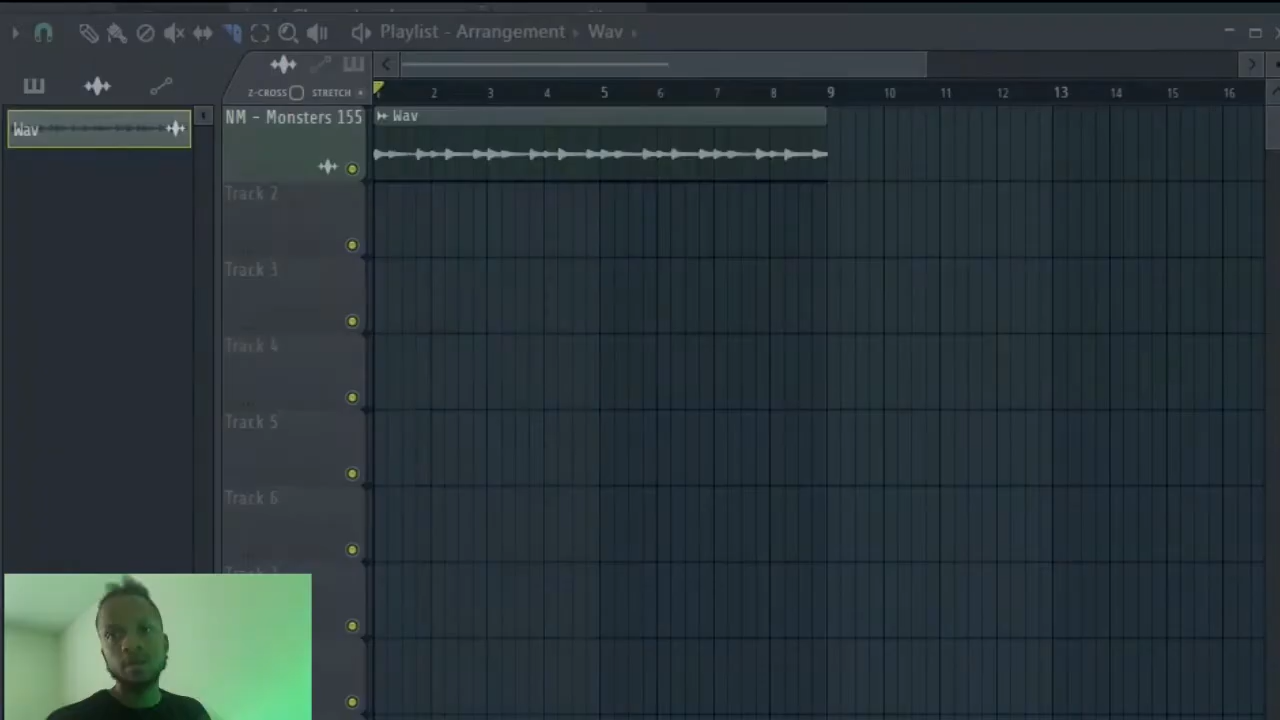 Playlist - Arrangement ▸ Wav ▸
Z-CROSS STRETCH
2 3 4 5 6 7 8 9 10 11 12 13 14 15 16
Wav
NM - Monsters 155
Wav
Track 2
Track 3
Track 4
Track 5
Track 6